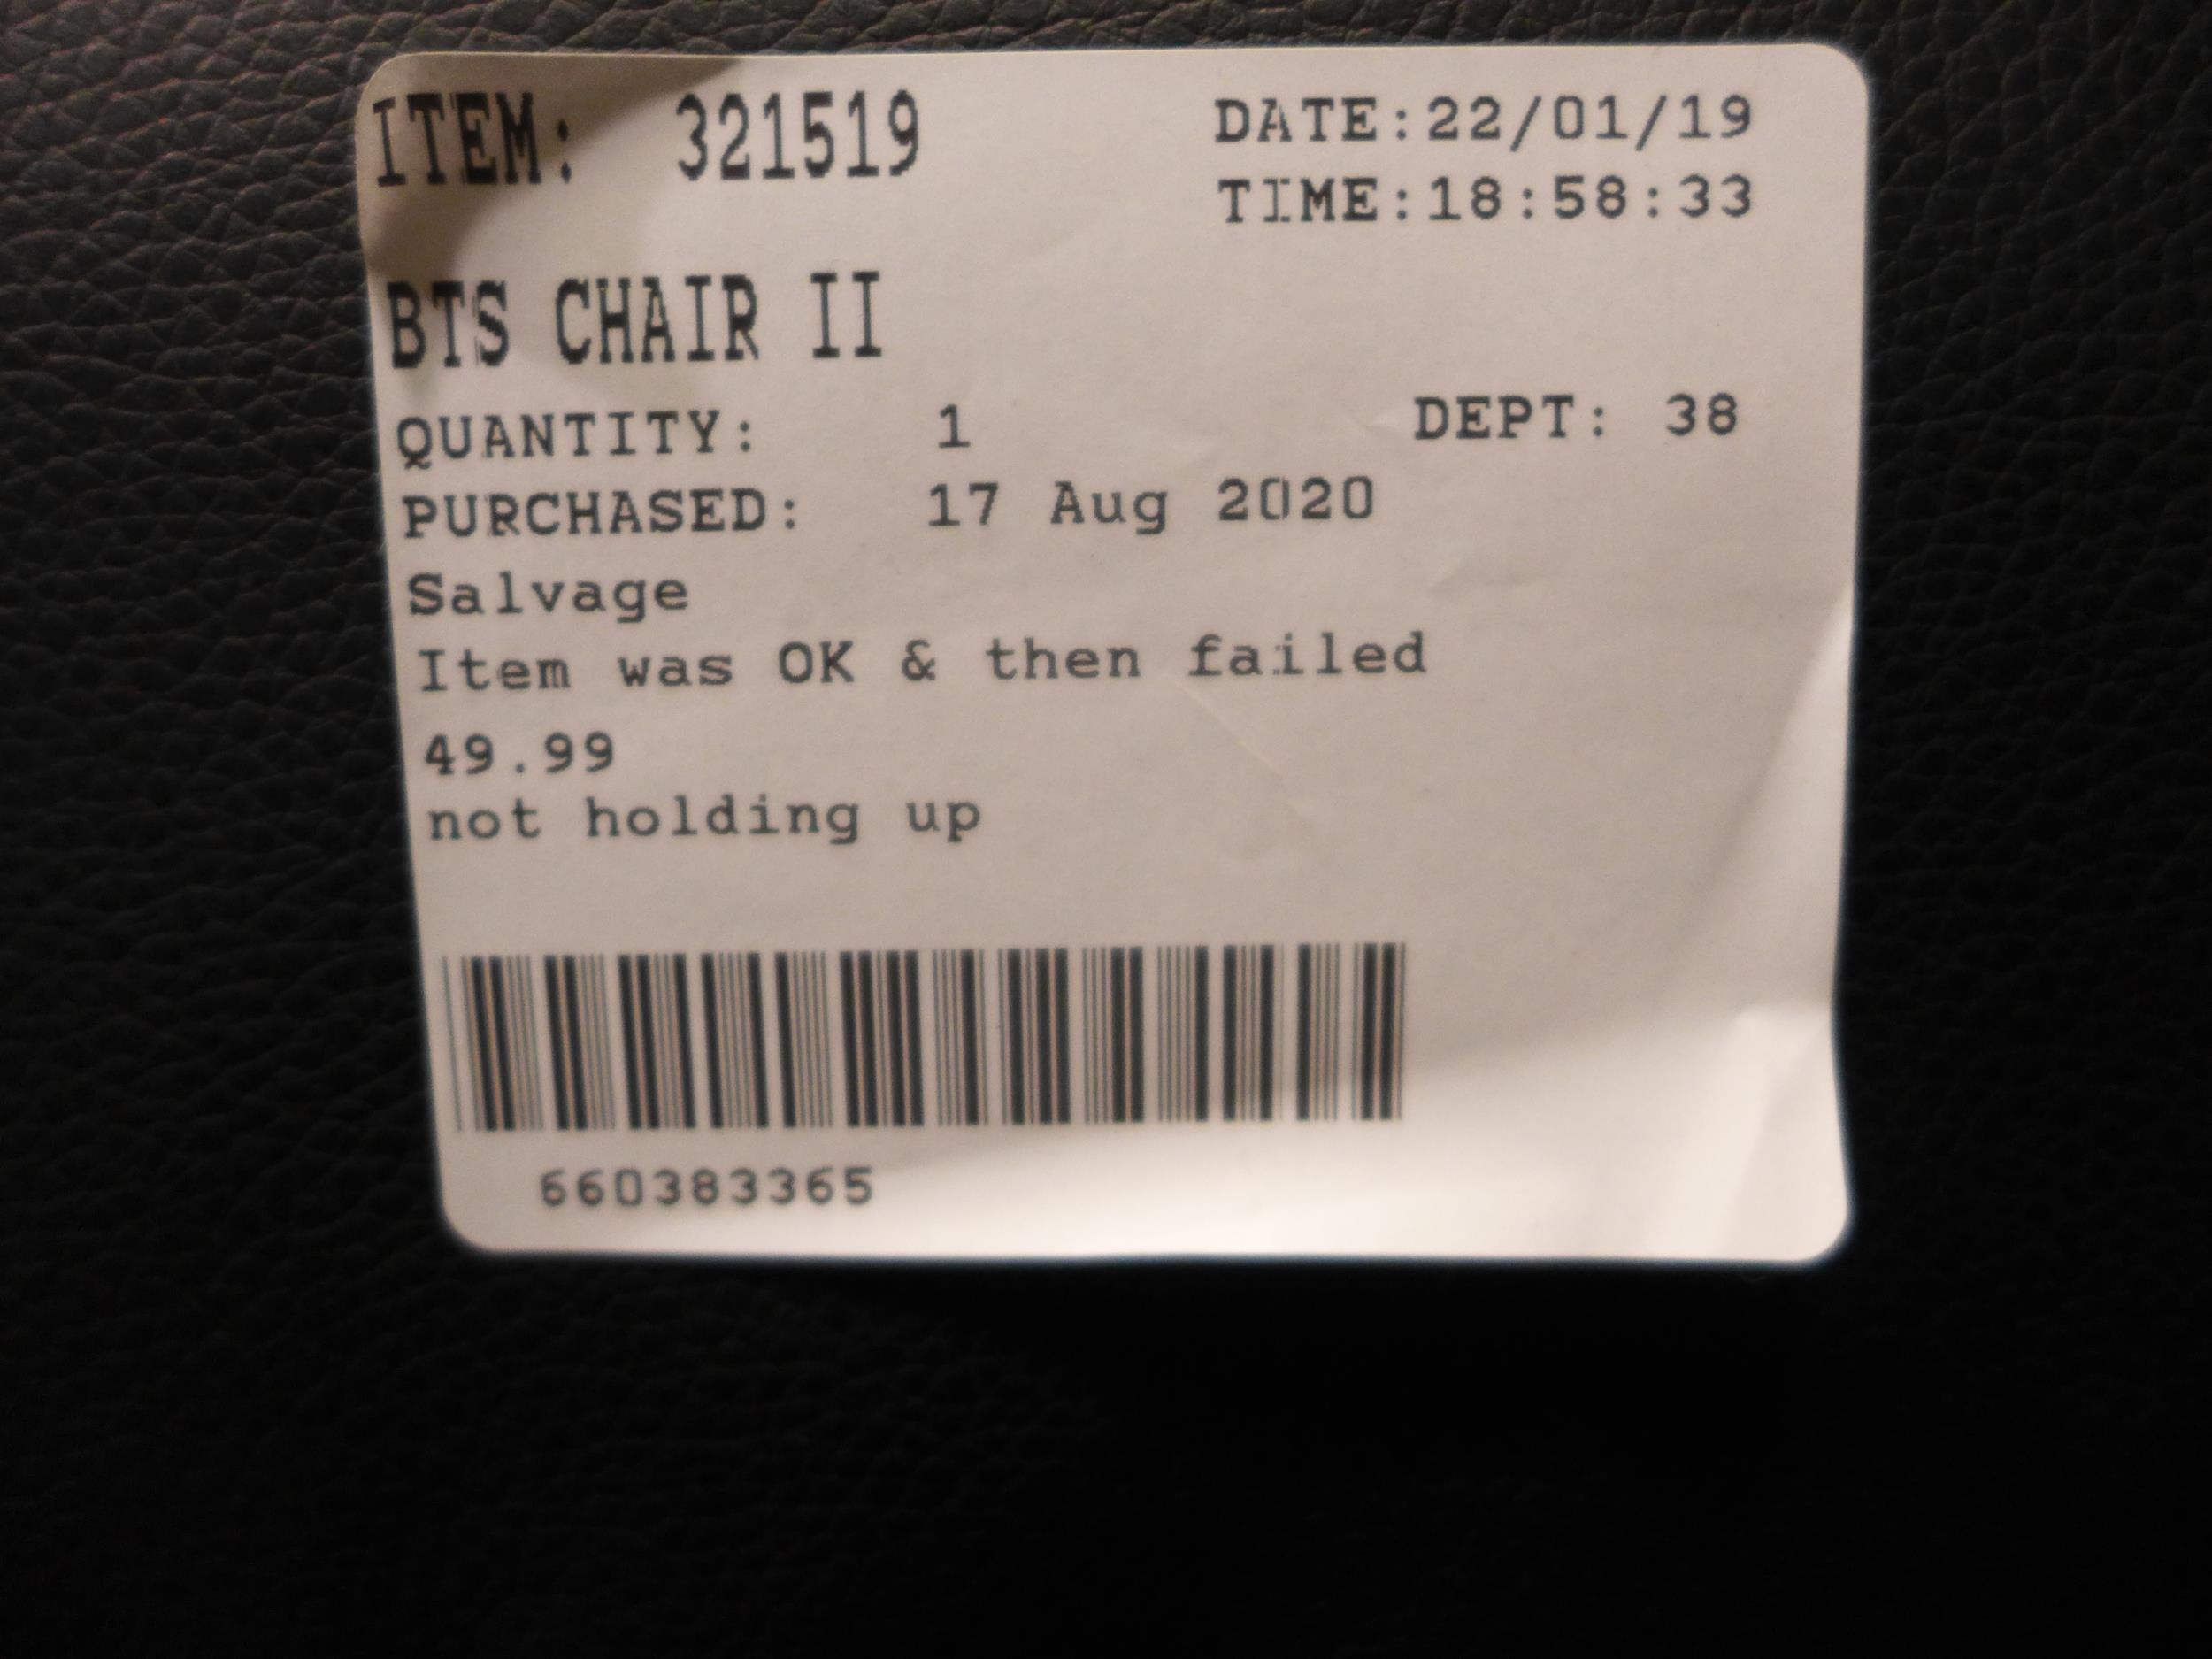 ITEM: 321519
DATE:22/01/19
TIME:18:58:33
BTS CHAIR II
QUANTITY: 1
DEPT: 38
PURCHASED: 17 Aug 2020
Salvage
Item was OK & then failed
49.99
not holding up
660383365